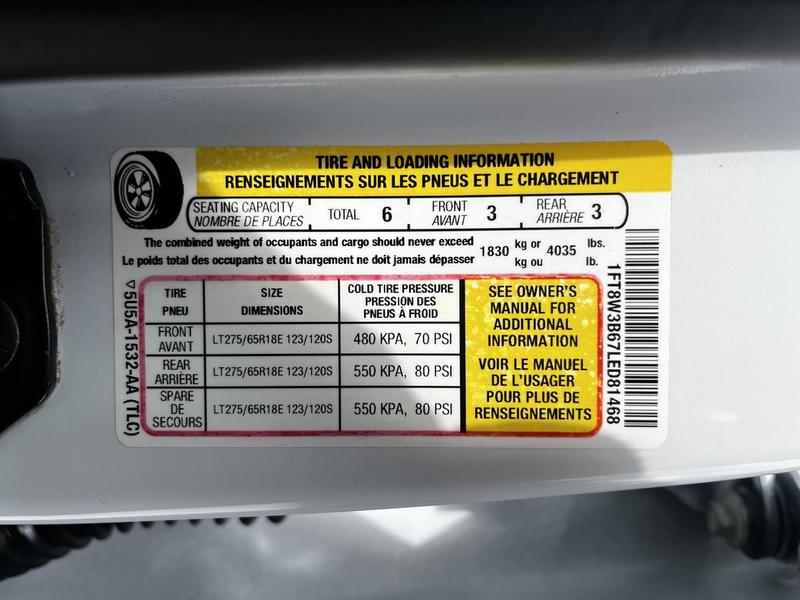 TIRE AND LOADING INFORMATION
RENSEIGNEMENTS SUR LES PNEUS ET LE CHARGEMENT
SEATING CAPACITY TOTAL 6 FRONT 3 REAR 3
NOMBRE DE PLACES AVANT ARRIÈRE
The combined weight of occupants and cargo should never exceed 1830 kg or 4035 lbs.
Le poids total des occupants et du chargement ne doit jamais dépasser kg ou lb.
TIRE SIZE COLD TIRE PRESSURE
PNEU DIMENSIONS PRESSION DES
PNEUS À FROID
FRONT LT275/65R18E 123/120S 480 KPA, 70 PSI
AVANT
REAR LT275/65R18E 123/120S 550 KPA, 80 PSI
ARRIÈRE
SPARE LT275/65R18E 123/120S 550 KPA, 80 PSI
DE
SECOURS
SEE OWNER'S
MANUAL FOR
ADDITIONAL
INFORMATION
VOIR LE MANUEL
DE L'USAGER
POUR PLUS DE
RENSEIGNEMENTS
5U5A-1532-AA (TLC)
1FT8W3B67LED81468